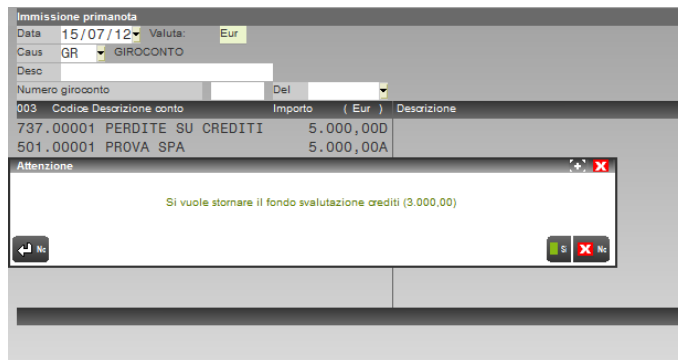 Immissione primanota
Data 15/07/12 Valuta: Eur
Caus GR GIROCONTO
Desc
Numero giroconto Del
003 Codice Descrizione conto Importo ( Eur ) Descrizione
737.00001 PERDITE SU CREDITI 5.000,00D
501.00001 PROVA SPA 5.000,00A
Attenzione
Si vuole stornare il fondo svalutazione crediti (3.000,00)
No Si No